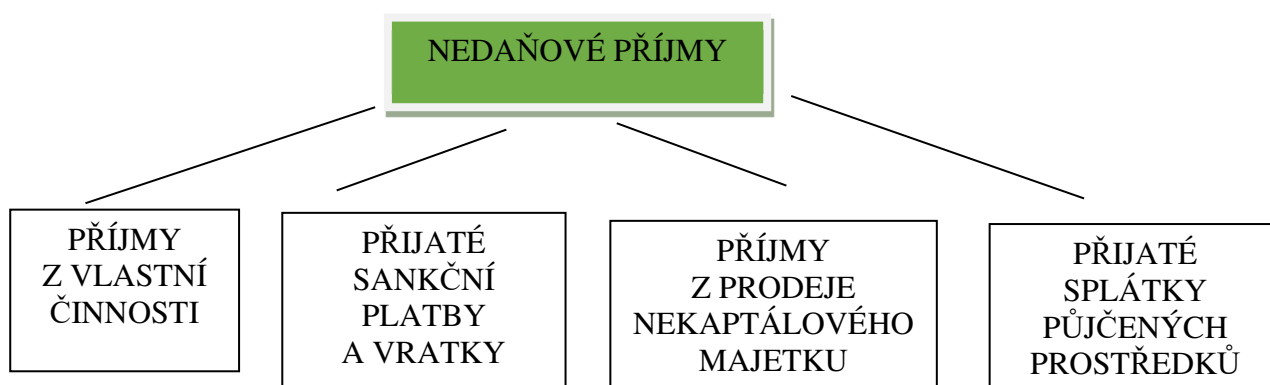 NEDAŇOVÉ PŘÍJMY
PŘÍJMY
Z VLASTNÍ
ČINNOSTI
PŘIJATÉ
SANKČNÍ
PLATBY
A VRATKY
PŘÍJMY
Z PRODEJE
NEKAPTÁLOVÉHO
MAJETKU
PŘIJATÉ
SPLÁTKY
PŮJČENÝCH
PROSTŘEDKŮ